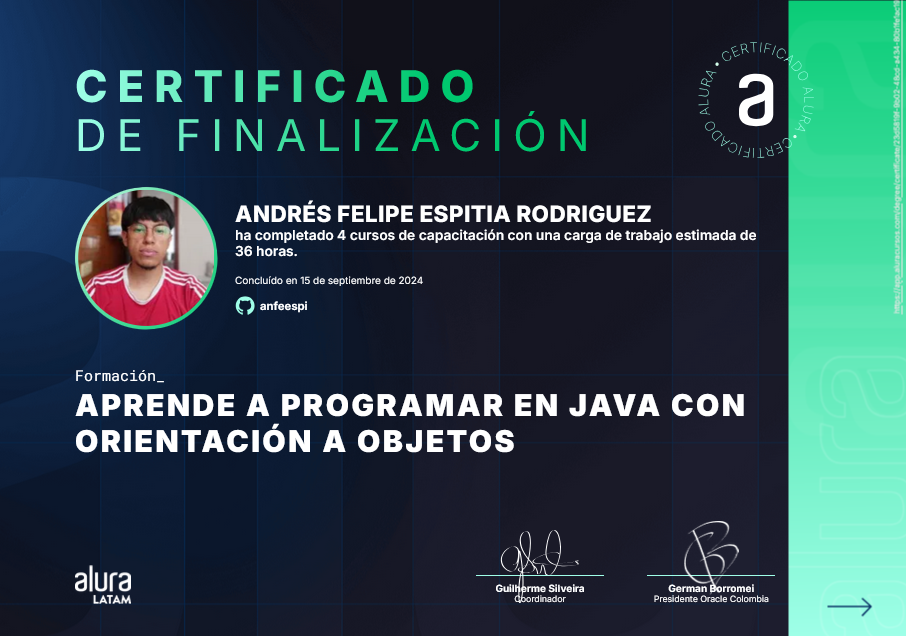 CERTIFICADO
DE FINALIZACIÓN
CERTIFICADO ALURA • CERTIFICADO ALURA •
a
ANDRÉS FELIPE ESPITIA RODRIGUEZ
ha completado 4 cursos de capacitación con una carga de trabajo estimada de
36 horas.
Concluído en 15 de septiembre de 2024
anfeespi
Formación_
APRENDE A PROGRAMAR EN JAVA CON
ORIENTACIÓN A OBJETOS
Guilherme Silveira
Coordinador
German Borromei
Presidente Oracle Colombia
alura
LATAM
alura